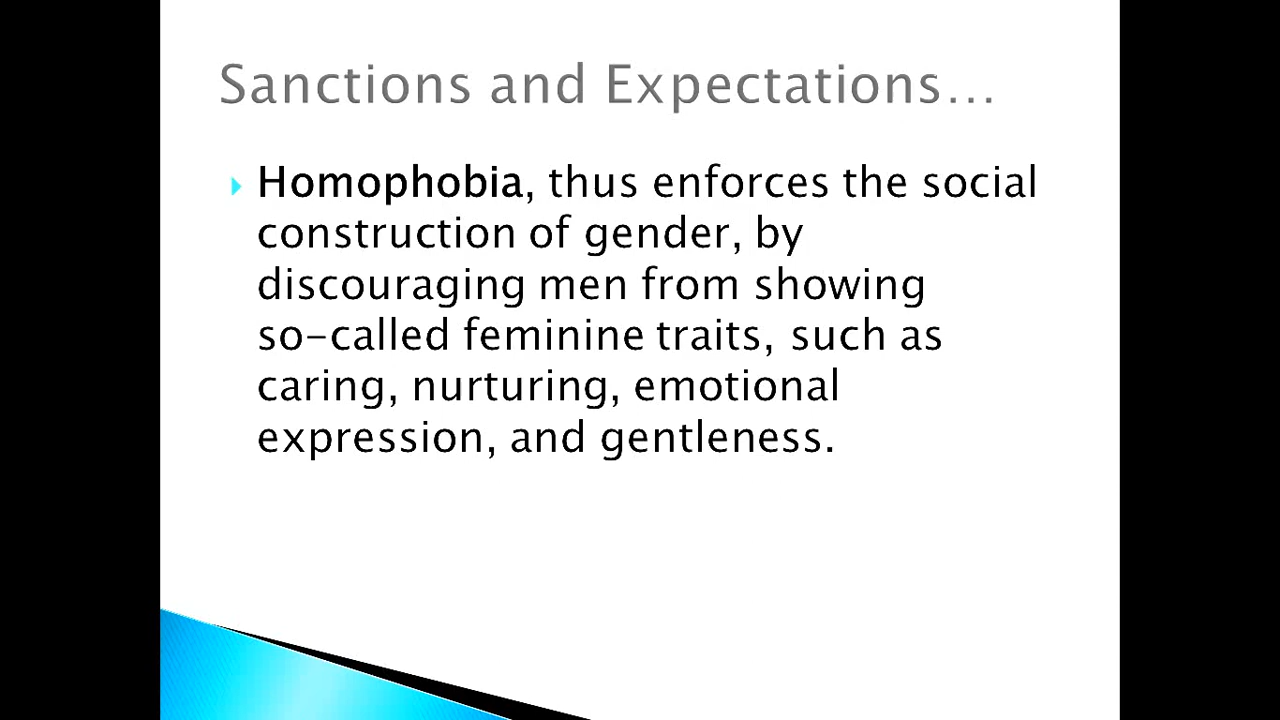 Sanctions and Expectations…
Homophobia, thus enforces the social
construction of gender, by
discouraging men from showing
so-called feminine traits, such as
caring, nurturing, emotional
expression, and gentleness.